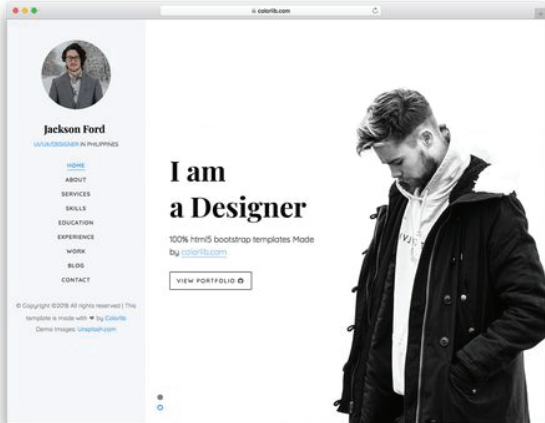 colorlib.com
Jackson Ford
UI/UX/DESIGNER IN PHILIPPINES
HOME
ABOUT
SERVICES
SKILLS
EDUCATION
EXPERIENCE
WORK
BLOG
CONTACT
© Copyright ©2018 All rights reserved | This
template is made with ❤ by Colorlib
Demo Images: Unsplash.com
I am
a Designer
100% html5 bootstrap templates Made
by colorlib.com
VIEW PORTFOLIO